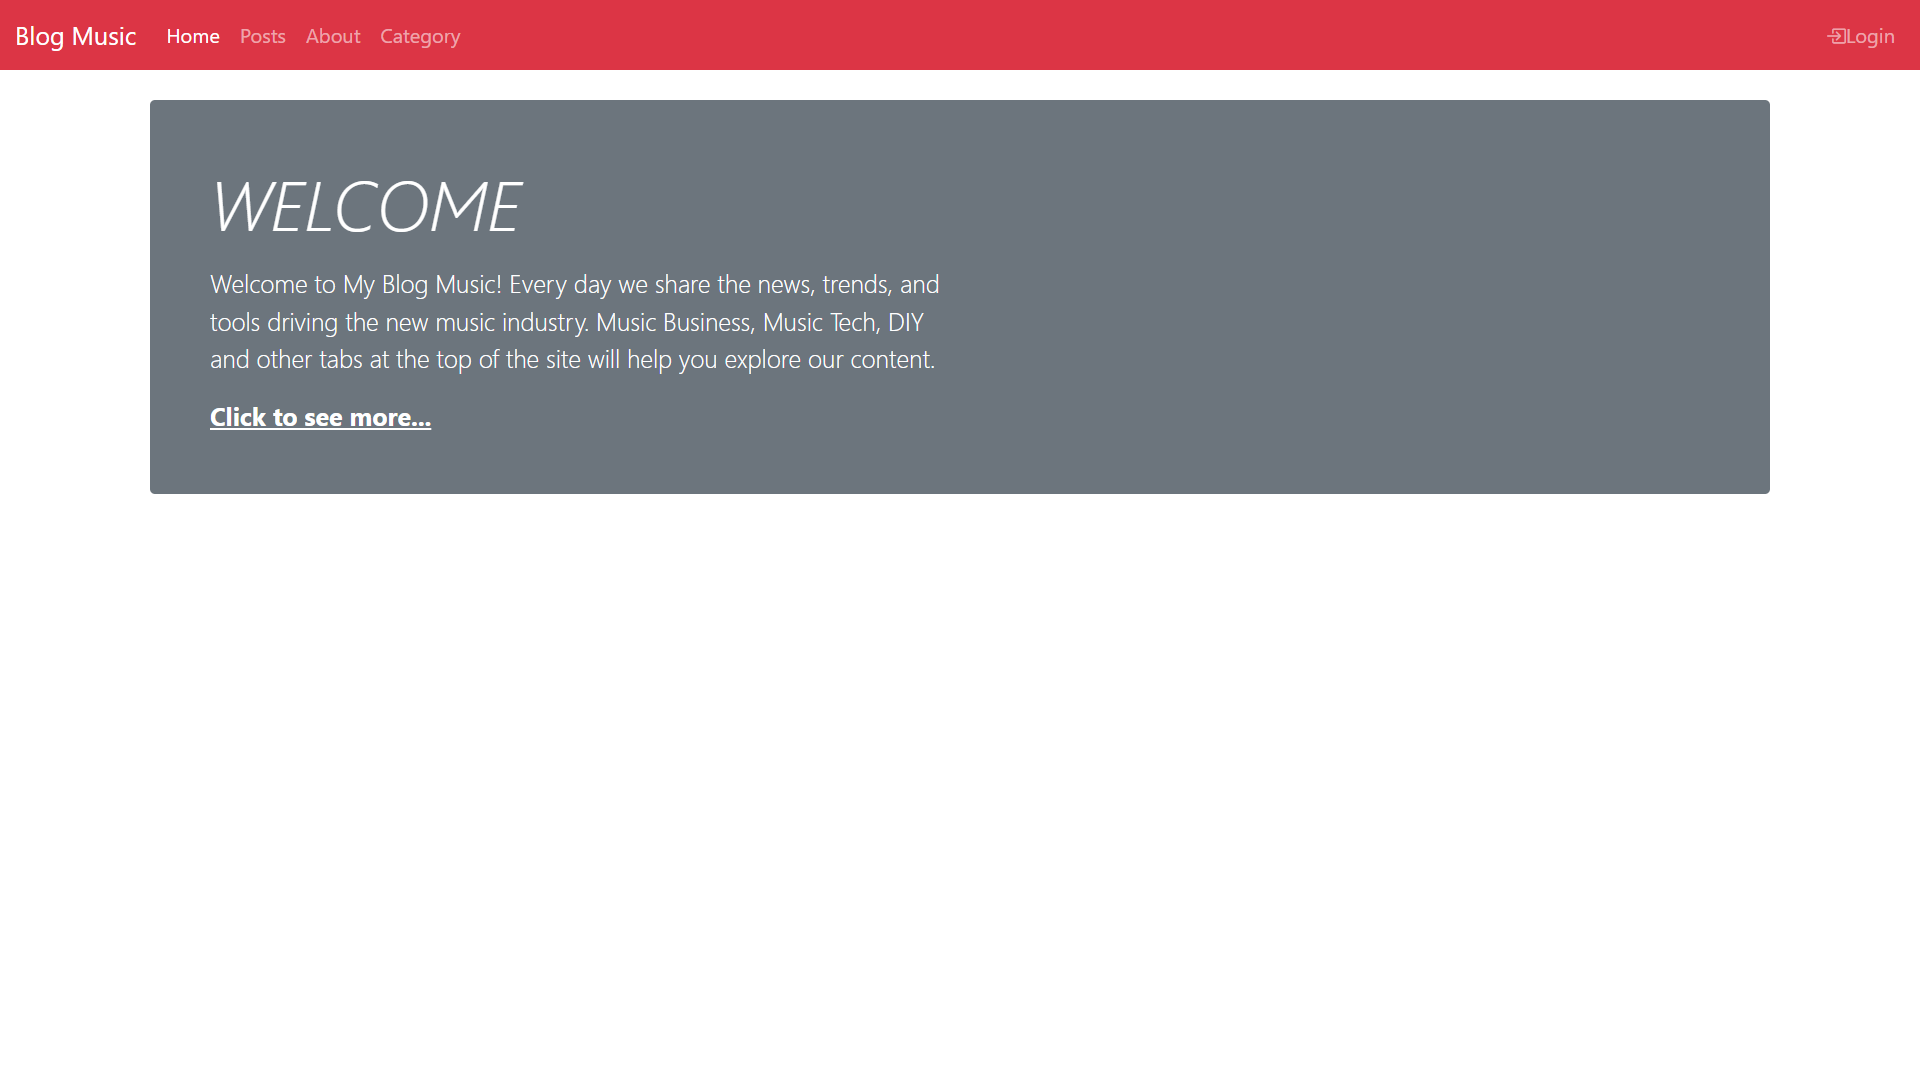 Blog Music Home Posts About Category Login
WELCOME
Welcome to My Blog Music! Every day we share the news, trends, and
tools driving the new music industry. Music Business, Music Tech, DIY
and other tabs at the top of the site will help you explore our content.
Click to see more...